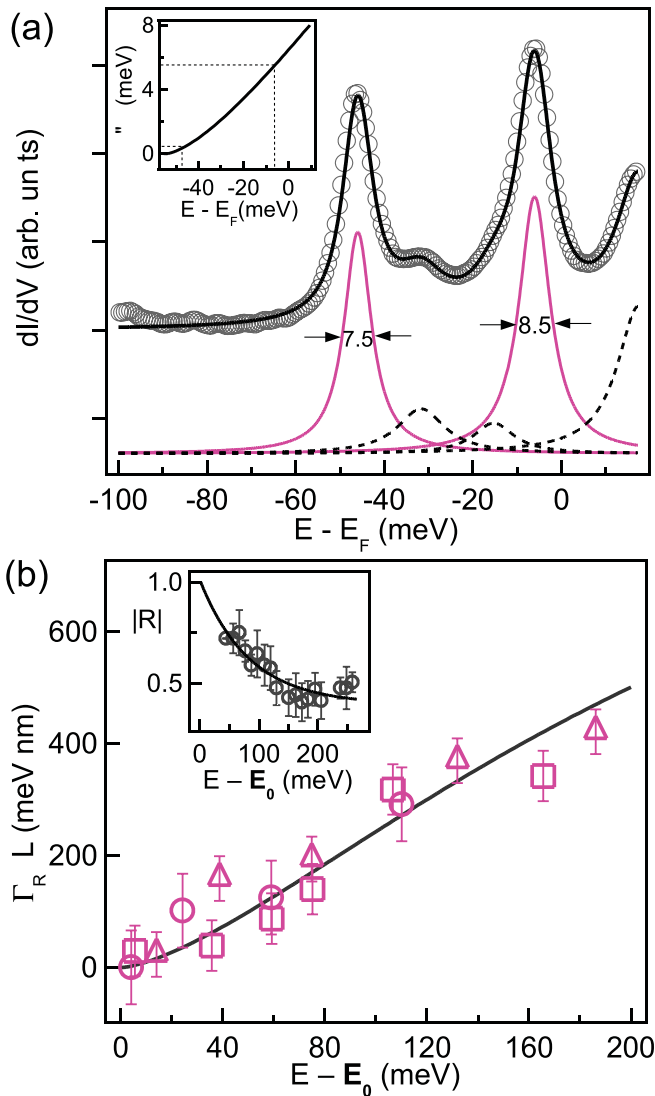 (a)
8
4
0
" (meV)
-40 -20 0
E - E_F(meV)
dI/dV (arb. un ts)
7.5
8.5
-100 -80 -60 -40 -20 0
E - E_F (meV)
(b)
1.0
|R|
0.5
0 100 200
E – E₀ (meV)
600
400
200
0
Γ_R L (meV nm)
0 40 80 120 160 200
E – E₀ (meV)